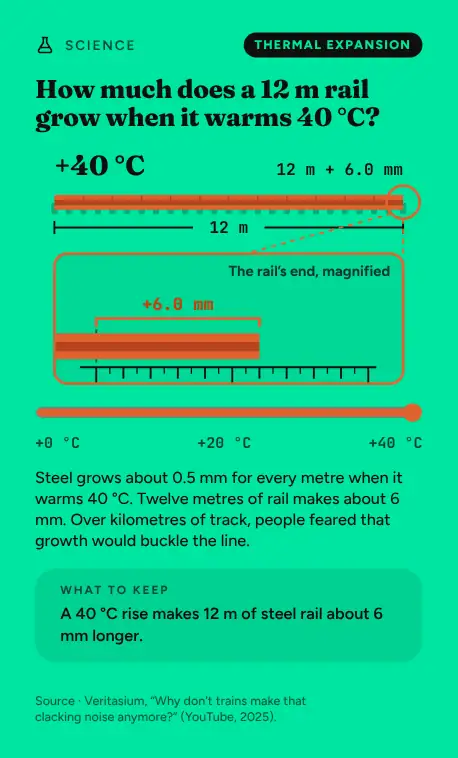 SCIENCE
THERMAL EXPANSION
How much does a 12 m rail
grow when it warms 40 °C?
+40 °C
12 m + 6.0 mm
12 m
The rail's end, magnified
+6.0 mm
+0 °C
+20 °C
+40 °C
Steel grows about 0.5 mm for every metre when it
warms 40 °C. Twelve metres of rail makes about 6
mm. Over kilometres of track, people feared that
growth would buckle the line.
WHAT TO KEEP
A 40 °C rise makes 12 m of steel rail about 6
mm longer.
Source · Veritasium, “Why don't trains make that
clacking noise anymore?” (YouTube, 2025).